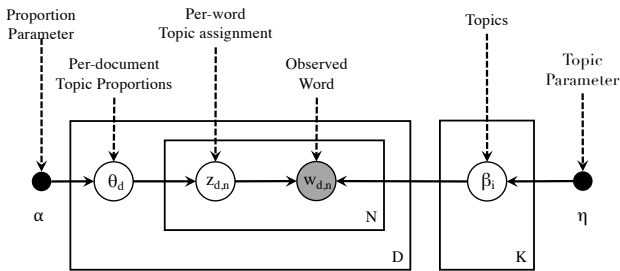 Proportion
Parameter
Per-document
Topic Proportions
Per-word
Topic assignment
Observed
Word
Topics
Topic
Parameter
α
θd
zd,n
wd,n
βi
η
N
D
K